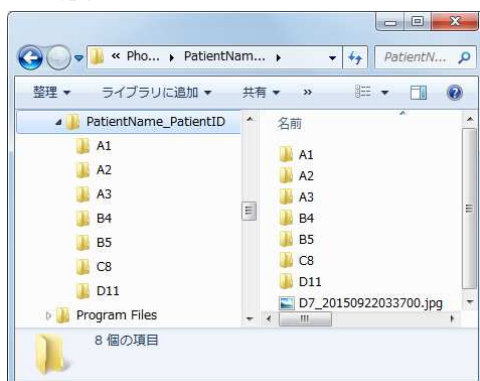 « Pho... ▸ PatientNam... ▸
PatientN...
整理 ▼ ライブラリに追加 ▼ 共有 ▼ »
PatientName_PatientID
A1
A2
A3
B4
B5
C8
D11
Program Files
名前
A1
A2
A3
B4
B5
C8
D11
D7_20150922033700.jpg
8 個の項目